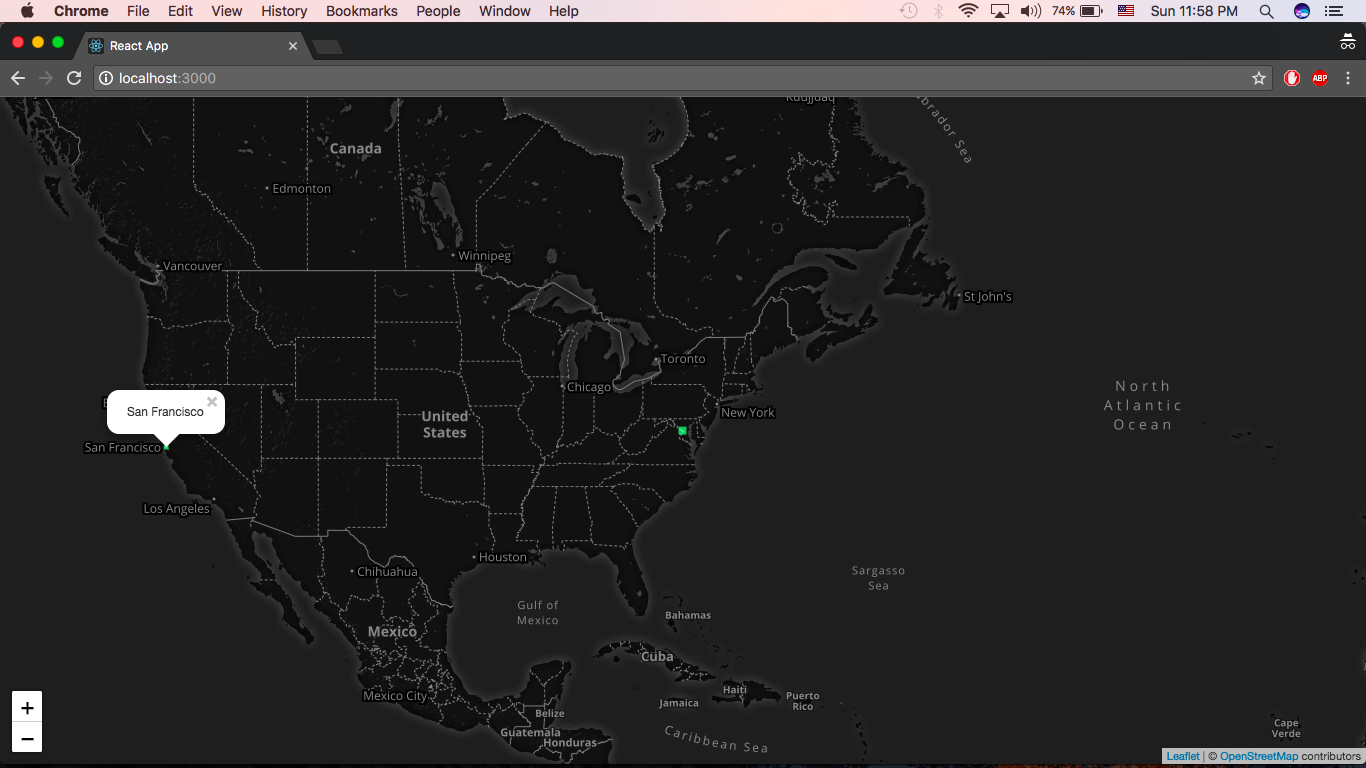 Chrome File Edit View History Bookmarks People Window Help 74% Sun 11:58 PM
React App
localhost:3000
ABP
Labrador Sea
Canada
Edmonton
Winnipeg
Vancouver
St John's
Toronto
Chicago
North
Atlantic
Ocean
New York
United
States
San Francisco ×
San Francisco
Los Angeles
Houston
Chihuahua
Sargasso
Sea
Gulf of
Mexico
Bahamas
Mexico
Cuba
Haiti
Mexico City
Jamaica
Puerto
Rico
Belize
Guatemala
Honduras
Caribbean Sea
Cape
Verde
+
−
Leaflet | © OpenStreetMap contributors